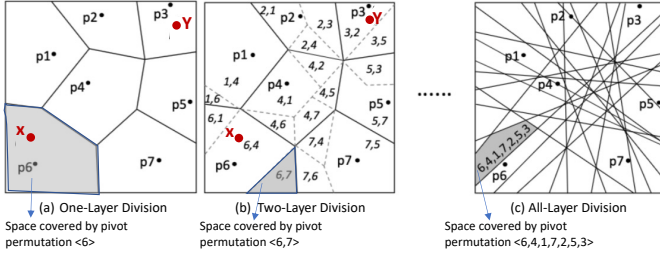 p1
p2
p3
Y
p4
p5
x
p6
p7
(a) One-Layer Division
Space covered by pivot
permutation <6>
2,1
p2
2,3
p3
Y
3,2
3,5
p1
2,4
4,2
5,3
1,4
p4
1,6
4,1
4,5
p5
6,1
4,6
5,7
x
6,4
7,4
7,5
p6
6,7
7,6
p7
(b) Two-Layer Division
Space covered by pivot
permutation <6,7>
......
p2
p3
p1
p4
p5
6,4,1,7,2,5,3
p6
p7
(c) All-Layer Division
Space covered by pivot
permutation <6,4,1,7,2,5,3>